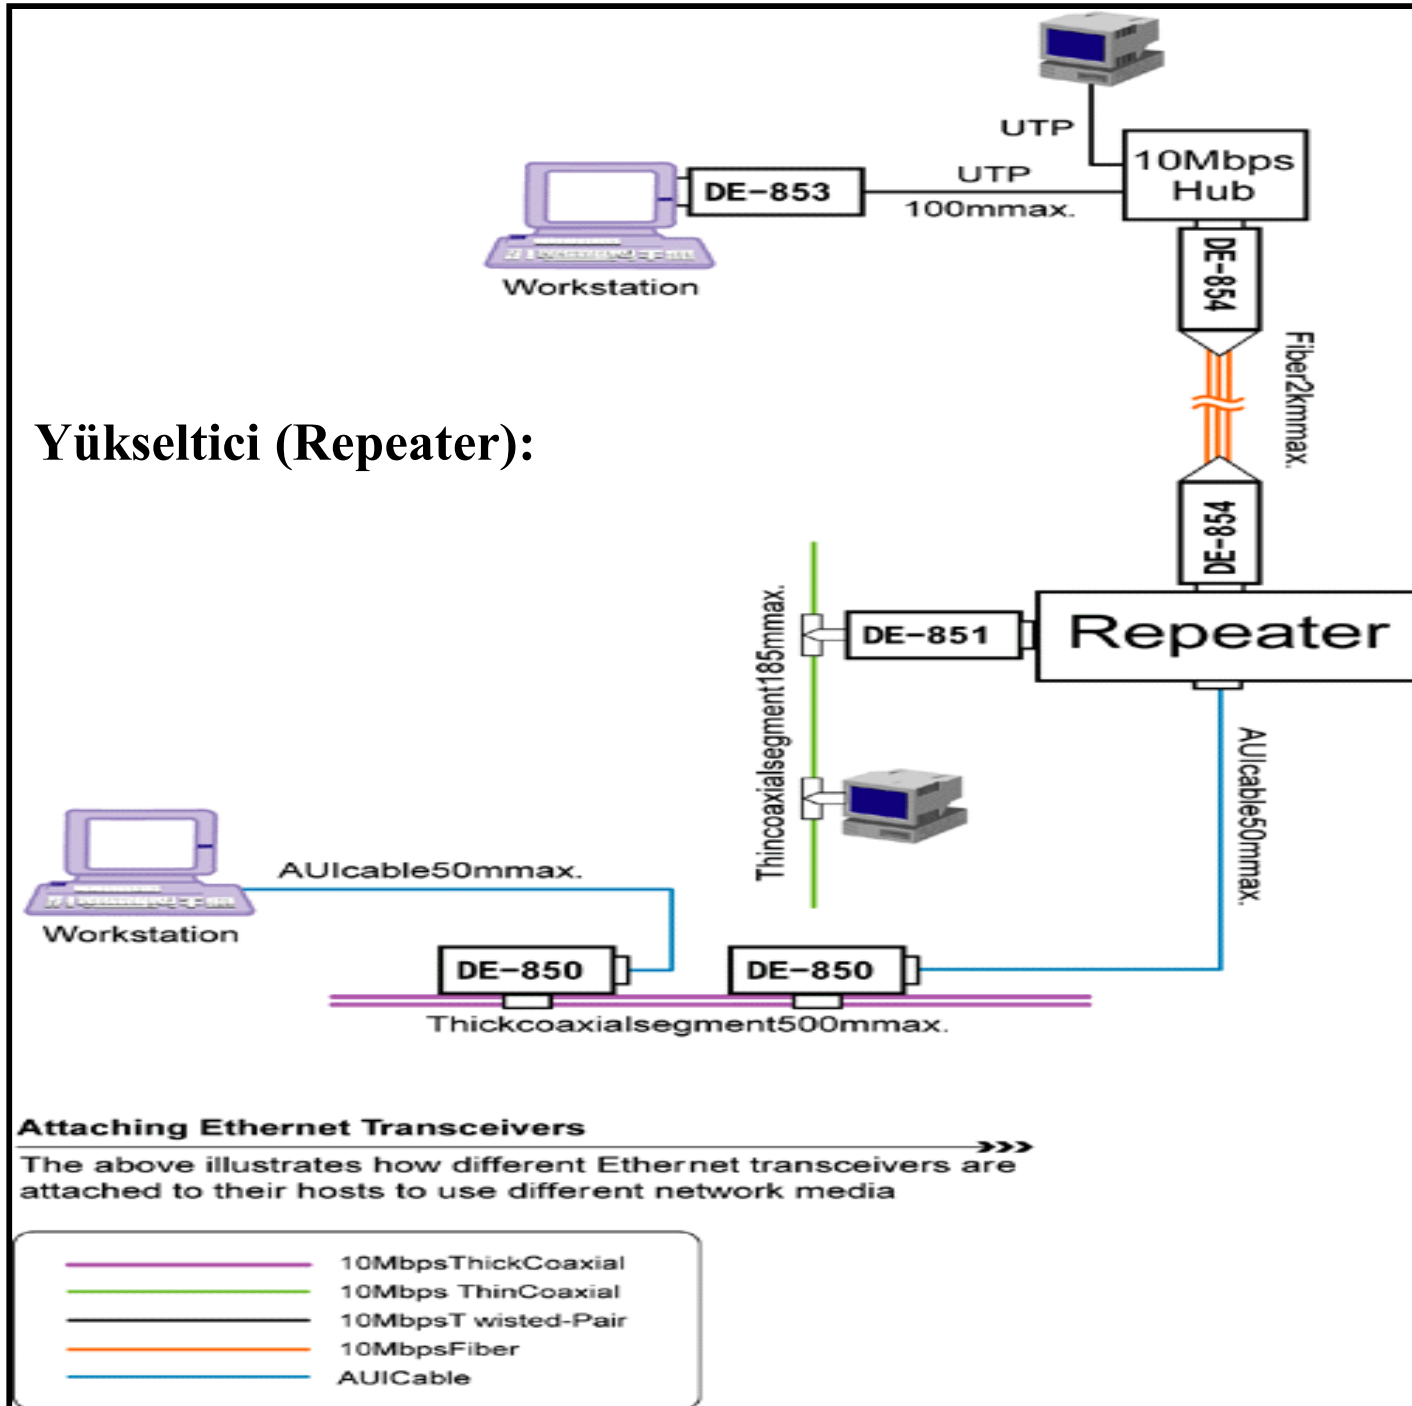 UTP
10Mbps
Hub
UTP
100mmax.
DE-853
Workstation
DE-854
Fiber2kmmax.
Yükseltici (Repeater):
DE-854
Repeater
DE-851
Thincoaxialsegment185mmax.
AUIcable50mmax.
AUIcable50mmax.
Workstation
DE-850
DE-850
Thickcoaxialsegment500mmax.
Attaching Ethernet Transceivers
The above illustrates how different Ethernet transceivers are
attached to their hosts to use different network media
10MbpsThickCoaxial
10Mbps ThinCoaxial
10MbpsT wisted-Pair
10MbpsFiber
AUICable